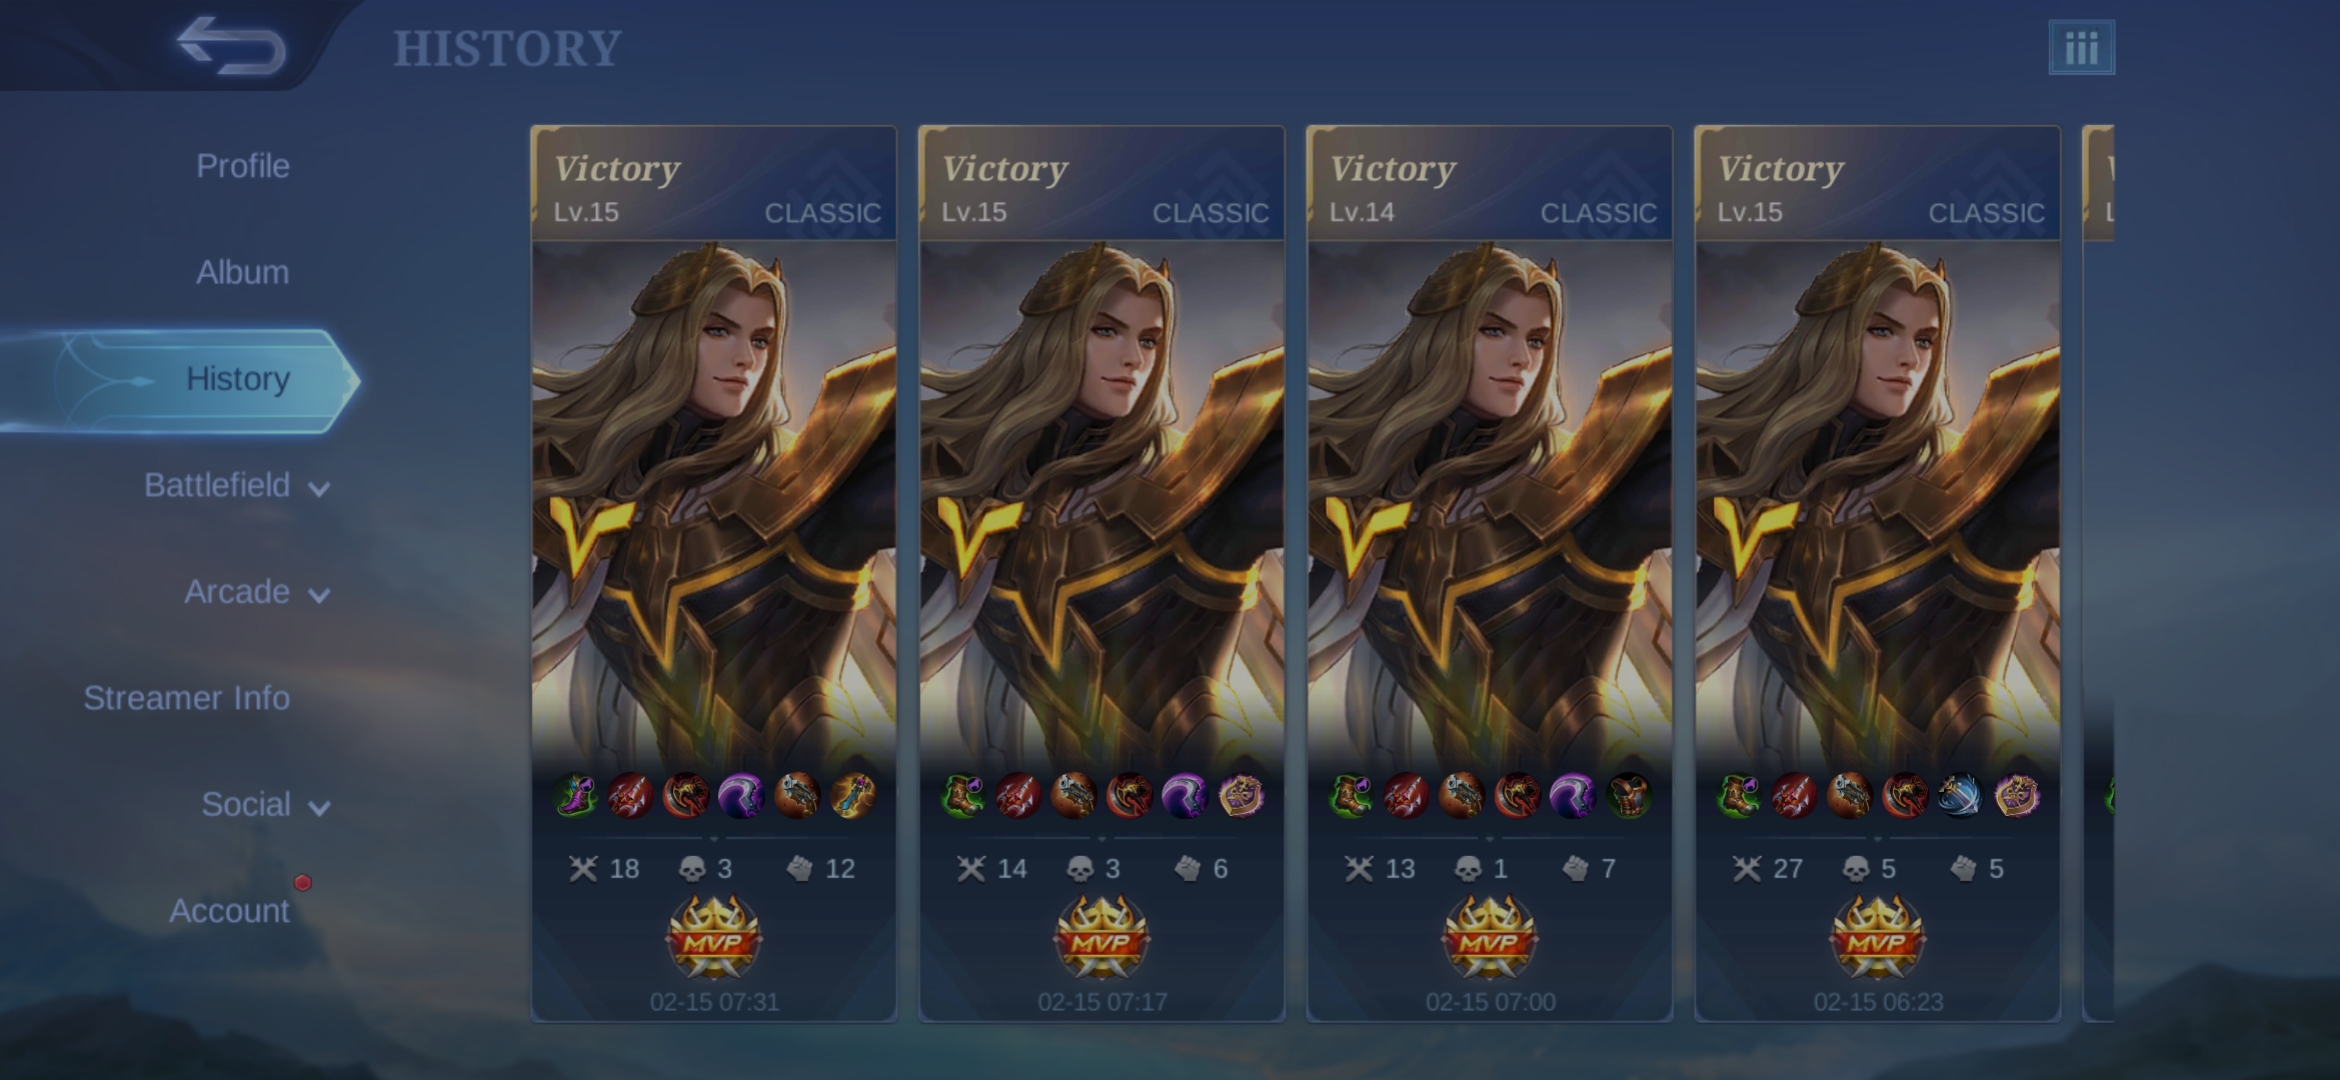 HISTORY
Profile
Album
History
Battlefield
Arcade
Streamer Info
Social
Account
Victory
Lv.15 CLASSIC
18 3 12
MVP
02-15 07:31
Victory
Lv.15 CLASSIC
14 3 6
MVP
02-15 07:17
Victory
Lv.14 CLASSIC
13 1 7
MVP
02-15 07:00
Victory
Lv.15 CLASSIC
27 5 5
MVP
02-15 06:23